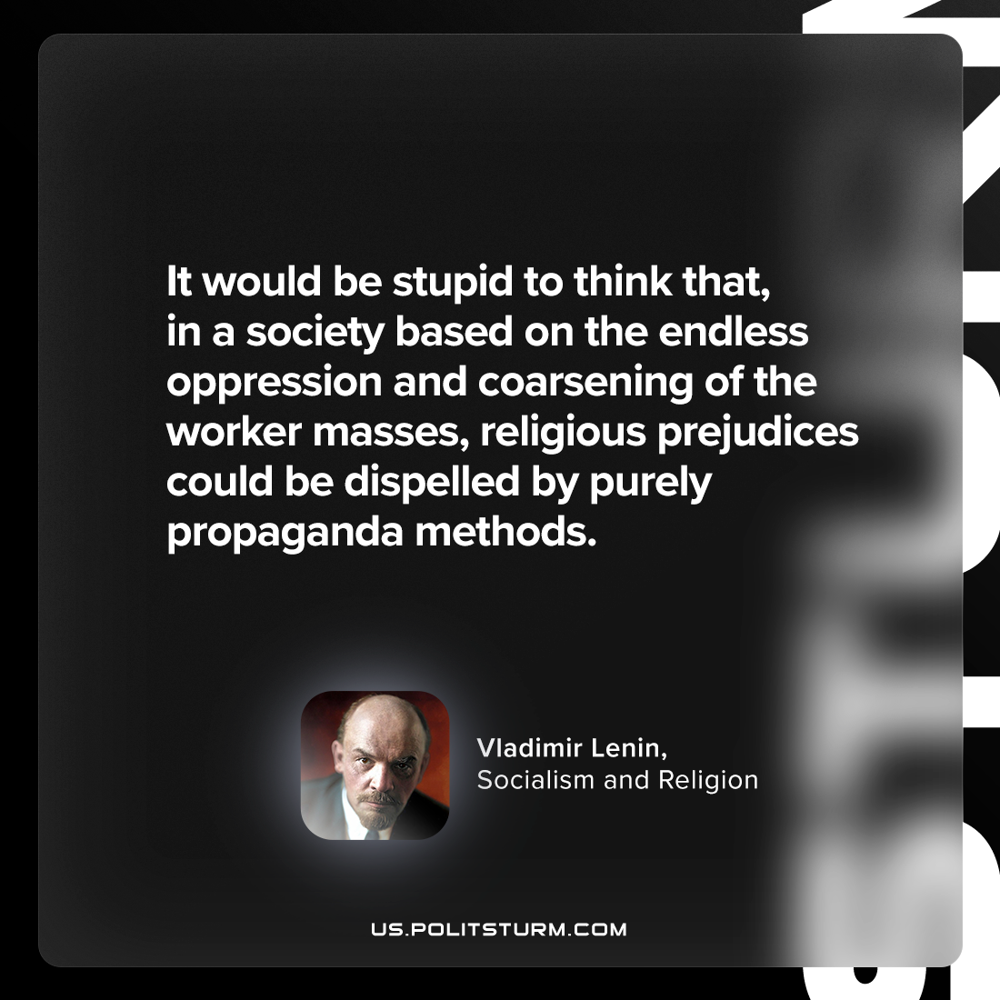 It would be stupid to think that,
in a society based on the endless
oppression and coarsening of the
worker masses, religious prejudices
could be dispelled by purely
propaganda methods.
Vladimir Lenin,
Socialism and Religion
US.POLITSTURM.COM